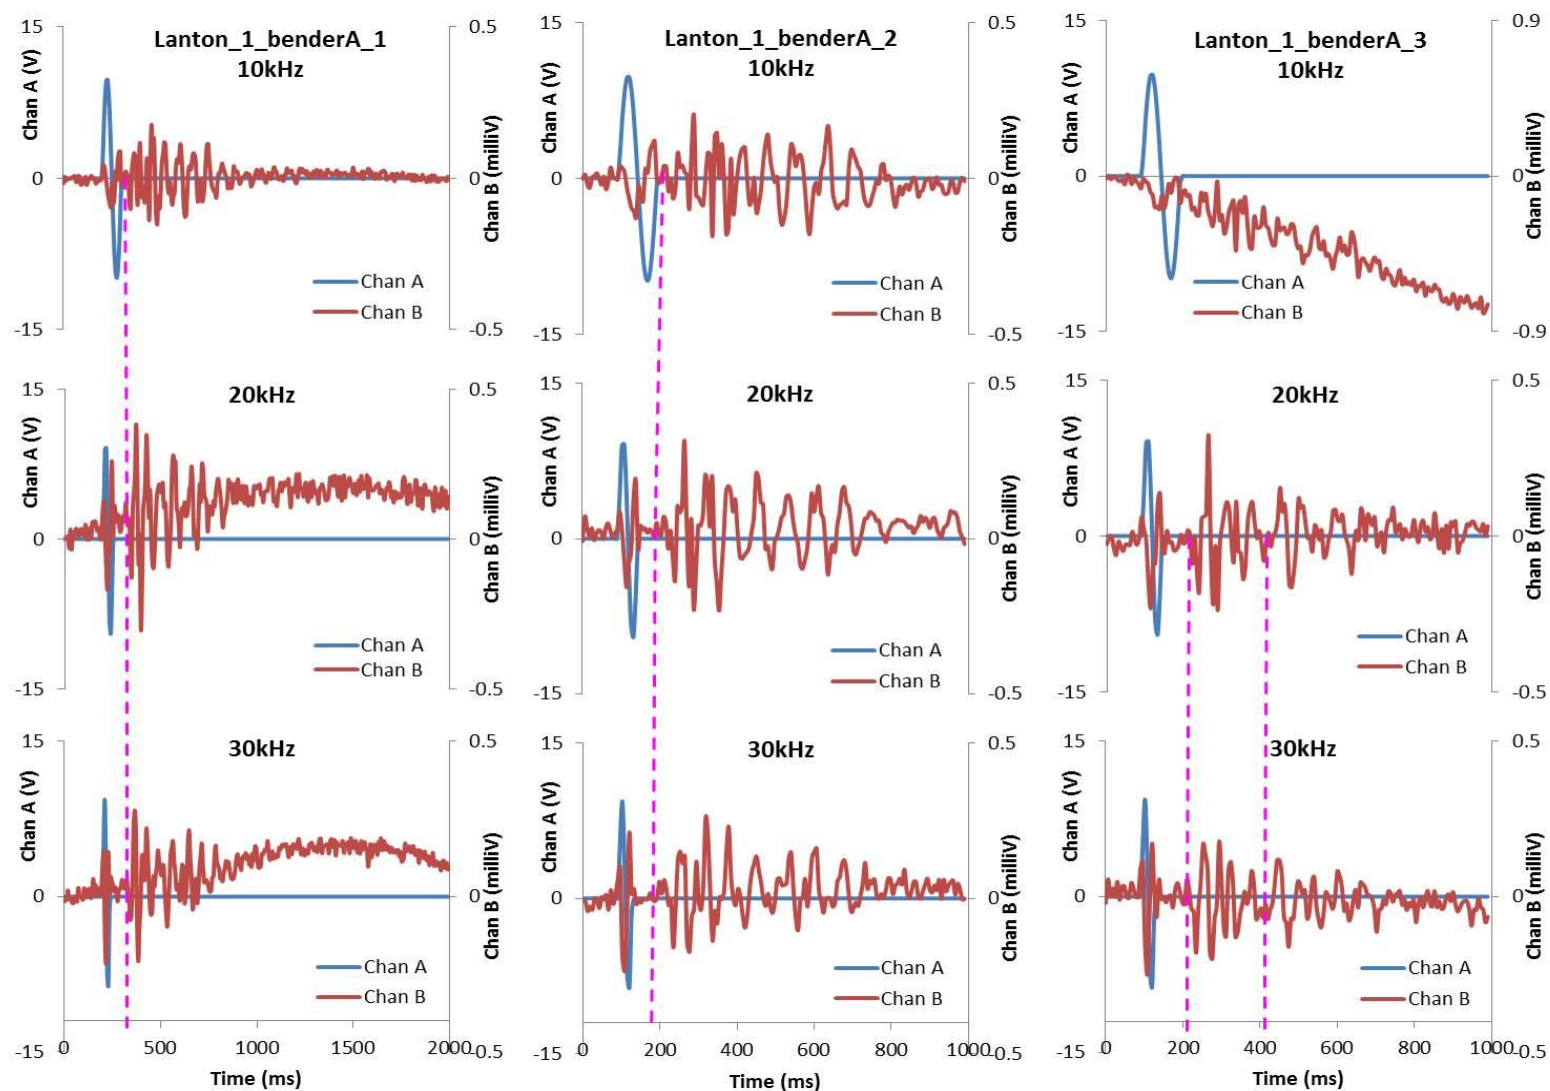 Lanton_1_benderA_1
10kHz
15
0
-15
Chan A (V)
0.5
0
-0.5
Chan B (milliV)
Chan A
Chan B
Lanton_1_benderA_2
10kHz
15
0
-15
Chan A (V)
0.5
0
-0.5
Chan B (milliV)
Chan A
Chan B
Lanton_1_benderA_3
10kHz
15
0
-15
Chan A (V)
0.9
0
-0.9
Chan B (milliV)
Chan A
Chan B
20kHz
15
0
-15
Chan A (V)
0.5
0
-0.5
Chan B (milliV)
Chan A
Chan B
20kHz
15
0
-15
Chan A (V)
0.5
0
-0.5
Chan B (milliV)
Chan A
Chan B
20kHz
15
0
-15
Chan A (V)
0.5
0
-0.5
Chan B (milliV)
Chan A
Chan B
30kHz
15
0
-15
Chan A (V)
0.5
0
-0.5
Chan B (milliV)
Chan A
Chan B
0 500 1000 1500 2000
Time (ms)
30kHz
15
0
-15
Chan A (V)
0.5
0
-0.5
Chan B (milliV)
Chan A
Chan B
0 200 400 600 800 1000
Time (ms)
30kHz
15
0
-15
Chan A (V)
0.5
0
-0.5
Chan B (milliV)
Chan A
Chan B
0 200 400 600 800 1000
Time (ms)